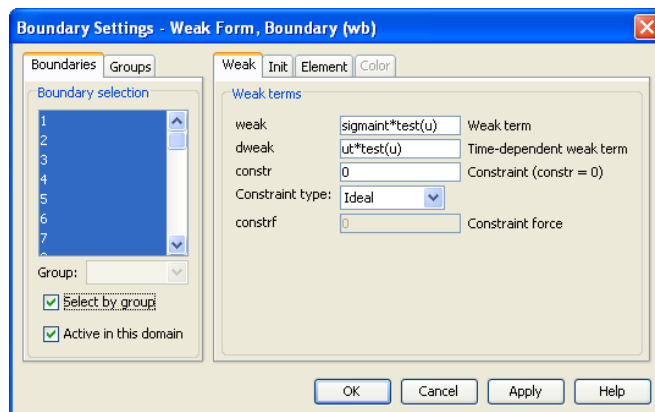 Boundary Settings - Weak Form, Boundary (wb)
Boundaries Groups
Boundary selection
1
2
3
4
5
6
7
Group:
Select by group
Active in this domain
Weak Init Element Color
Weak terms
weak sigmaint*test(u) Weak term
dweak ut*test(u) Time-dependent weak term
constr 0 Constraint (constr = 0)
Constraint type: Ideal
constrf 0 Constraint force
OK Cancel Apply Help